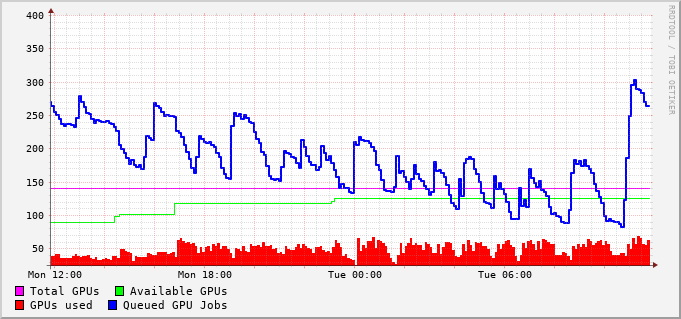 400
350
300
250
200
150
100
50
Mon 12:00 Mon 18:00 Tue 00:00 Tue 06:00
Total GPUs Available GPUs
GPUs used Queued GPU Jobs
RRDTOOL / TOBI OETIKER